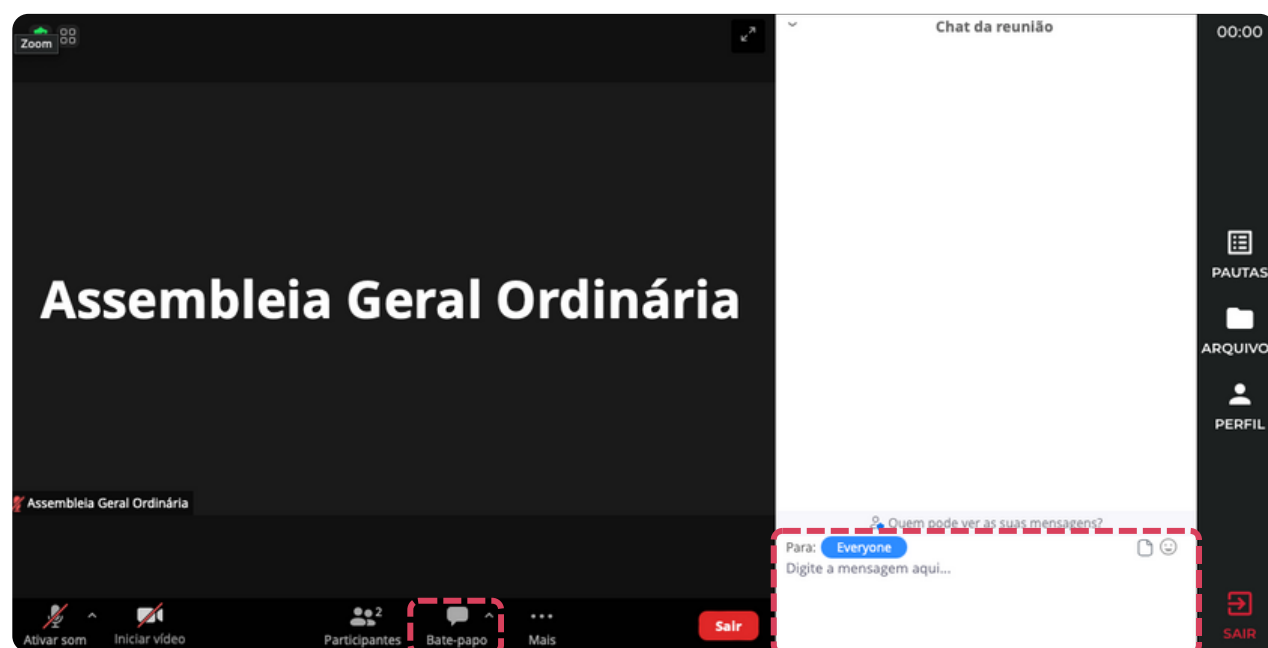 Zoom
Chat da reunião
00:00
Assembleia Geral Ordinária
PAUTAS
ARQUIVO
PERFIL
Assembleia Geral Ordinária
Quem pode ver as suas mensagens?
Para: Everyone
Digite a mensagem aqui...
Ativar som
Iniciar vídeo
2
Participantes
Bate-papo
Mais
Sair
SAIR